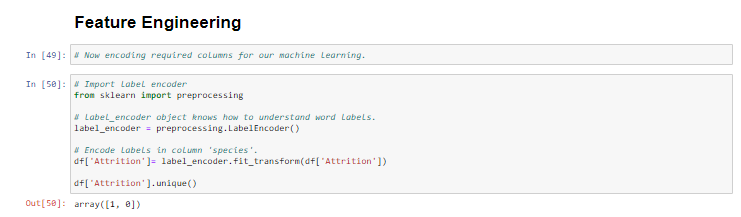 Feature Engineering
In [49]: # Now encoding required columns for our machine learning.
In [50]: # Import label encoder
from sklearn import preprocessing
# label_encoder object knows how to understand word labels.
label_encoder = preprocessing.LabelEncoder()
# Encode labels in column 'species'.
df['Attrition']= label_encoder.fit_transform(df['Attrition'])
df['Attrition'].unique()
Out[50]: array([1, 0])